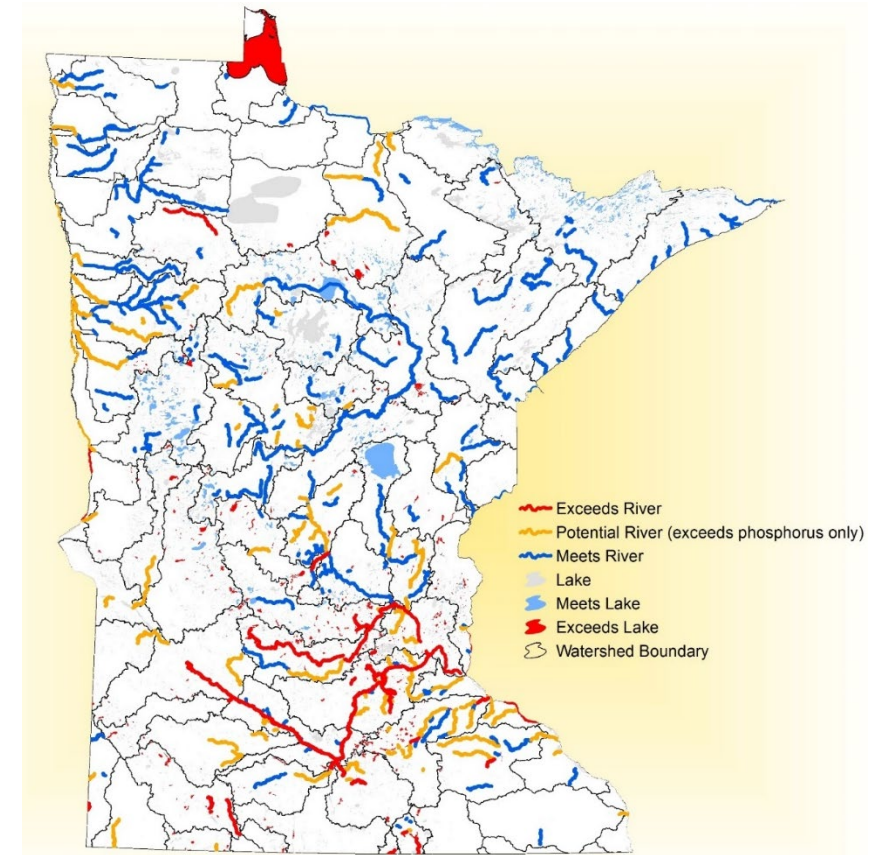 Exceeds River
Potential River (exceeds phosphorus only)
Meets River
Lake
Meets Lake
Exceeds Lake
Watershed Boundary